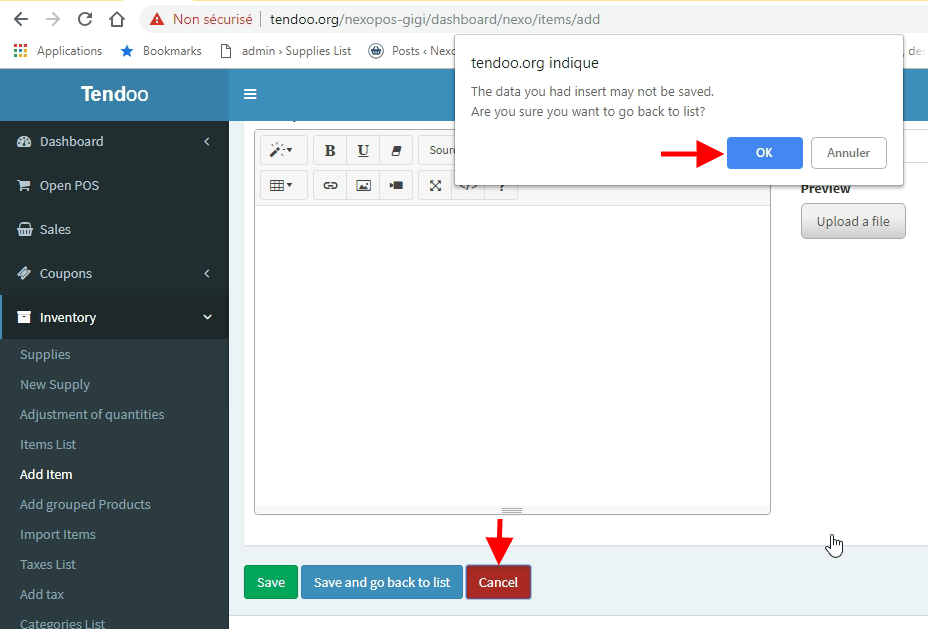 Non sécurisé | tendoo.org/nexopos-gigi/dashboard/nexo/items/add
Applications Bookmarks admin › Supplies List Posts ‹ Nexo
tendoo.org indique
The data you had insert may not be saved.
Are you sure you want to go back to list?
OK Annuler
Tendoo
Dashboard
Open POS
Sales
Coupons
Inventory
Supplies
New Supply
Adjustment of quantities
Items List
Add Item
Add grouped Products
Import Items
Taxes List
Add tax
Categories List
B U Sour
</> ?
Preview
Upload a file
Save Save and go back to list Cancel